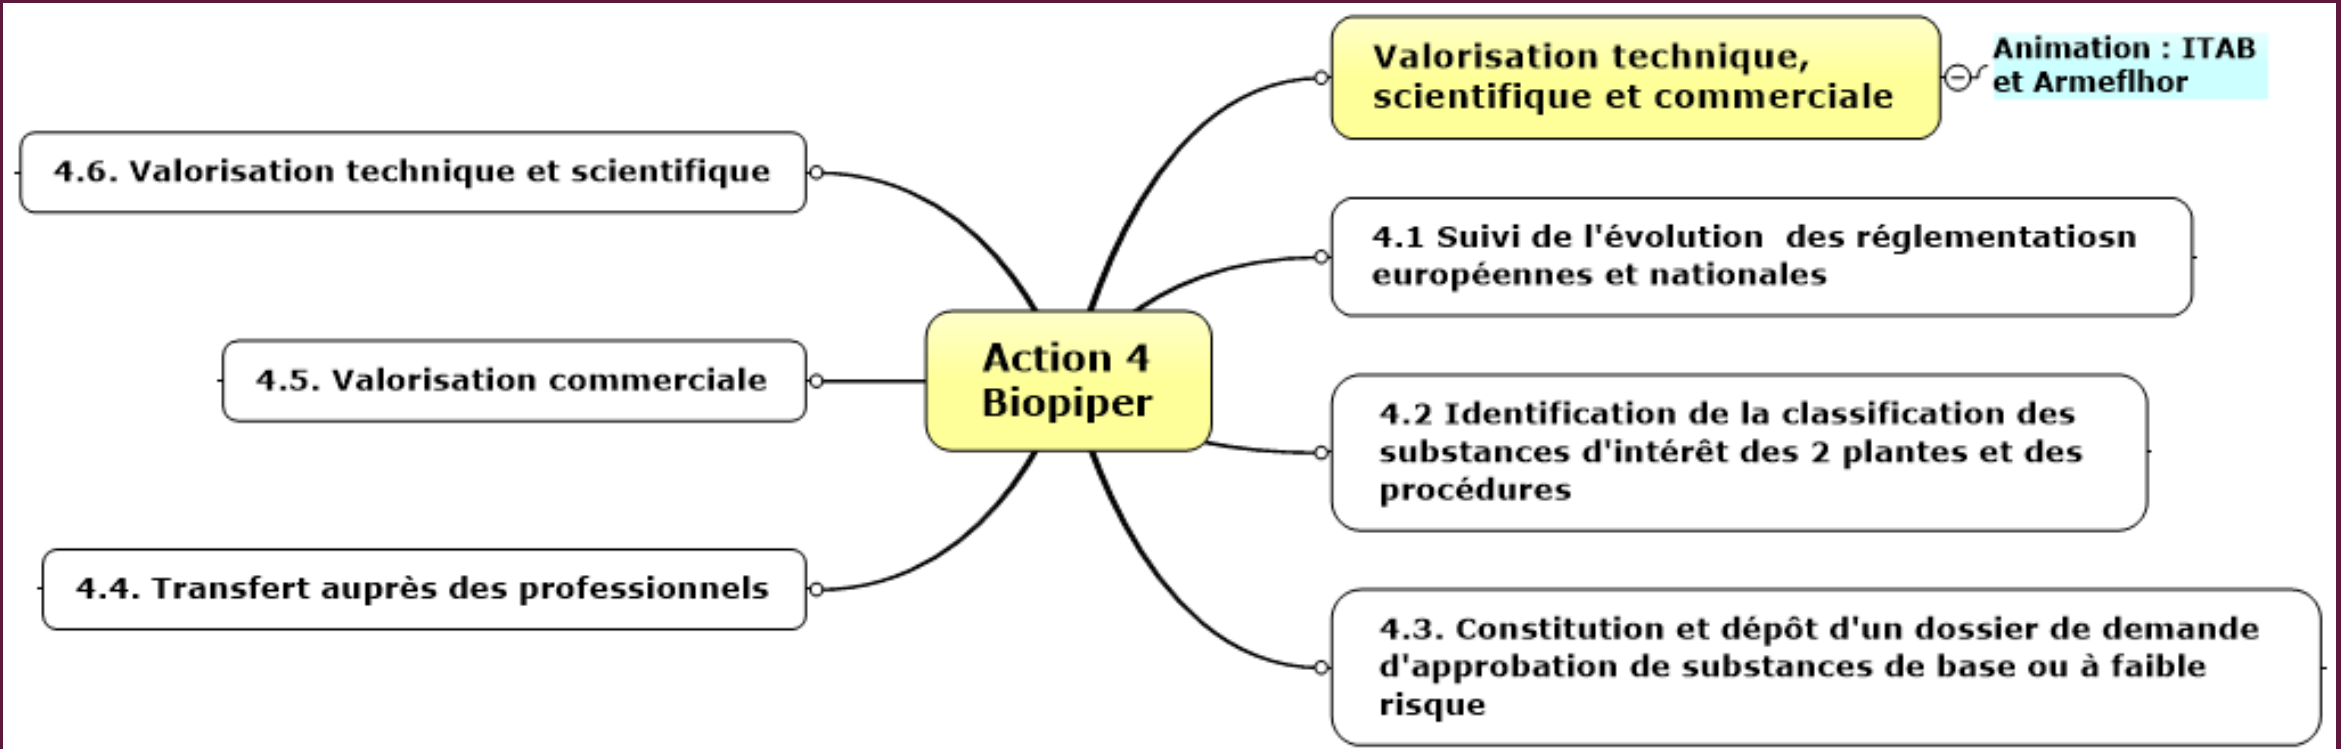 Valorisation technique,
scientifique et commerciale
Animation : ITAB
et Armeflhor
4.1 Suivi de l'évolution  des réglementatiosn
européennes et nationales
4.2 Identification de la classification des
substances d'intérêt des 2 plantes et des
procédures
4.3. Constitution et dépôt d'un dossier de demande
d'approbation de substances de base ou à faible
risque
Action 4
Biopiper
4.6. Valorisation technique et scientifique
4.5. Valorisation commerciale
4.4. Transfert auprès des professionnels